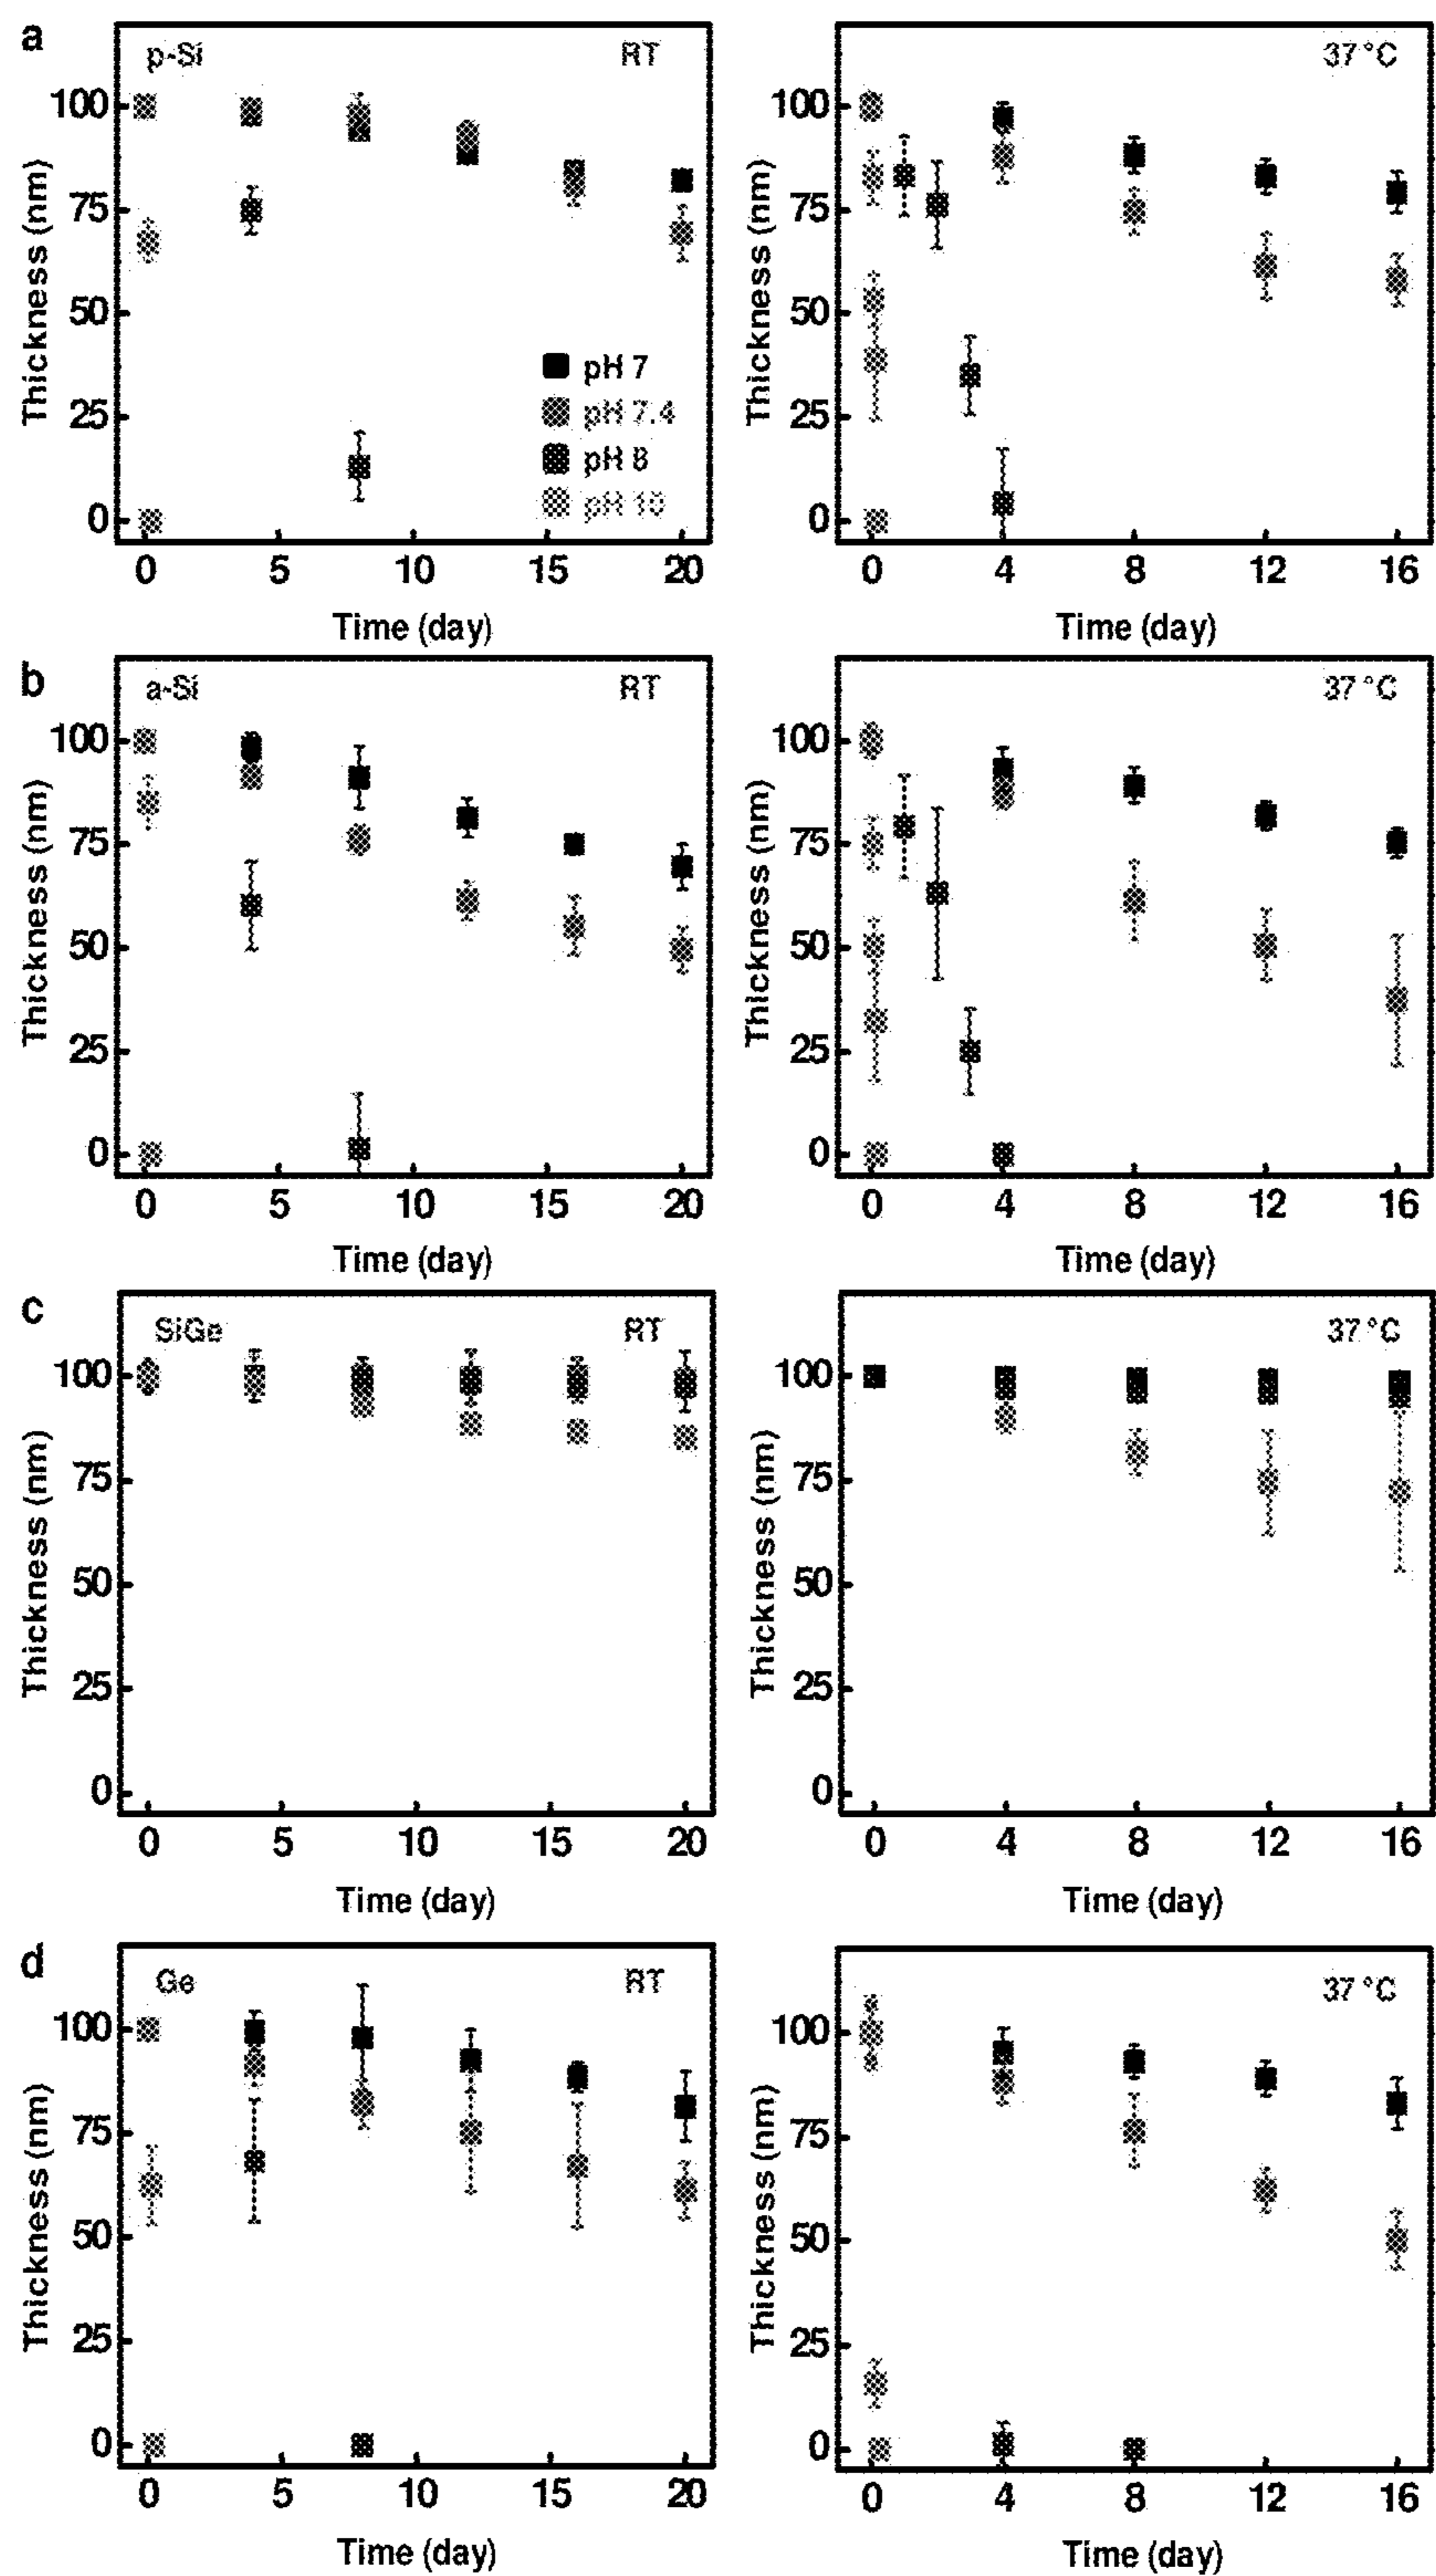 a
p-Si RT
Thickness (nm)
100
75
50
25
0
pH 7
pH 7.4
pH 8
pH 10
0 5 10 15 20
Time (day)
37 °C
Thickness (nm)
100
75
50
25
0
0 4 8 12 16
Time (day)
b
a-Si RT
Thickness (nm)
100
75
50
25
0
0 5 10 15 20
Time (day)
37 °C
Thickness (nm)
100
75
50
25
0
0 4 8 12 16
Time (day)
c
SiGe RT
Thickness (nm)
100
75
50
25
0
0 5 10 15 20
Time (day)
37 °C
Thickness (nm)
100
75
50
25
0
0 4 8 12 16
Time (day)
d
Ge RT
Thickness (nm)
100
75
50
25
0
0 5 10 15 20
Time (day)
37 °C
Thickness (nm)
100
75
50
25
0
0 4 8 12 16
Time (day)